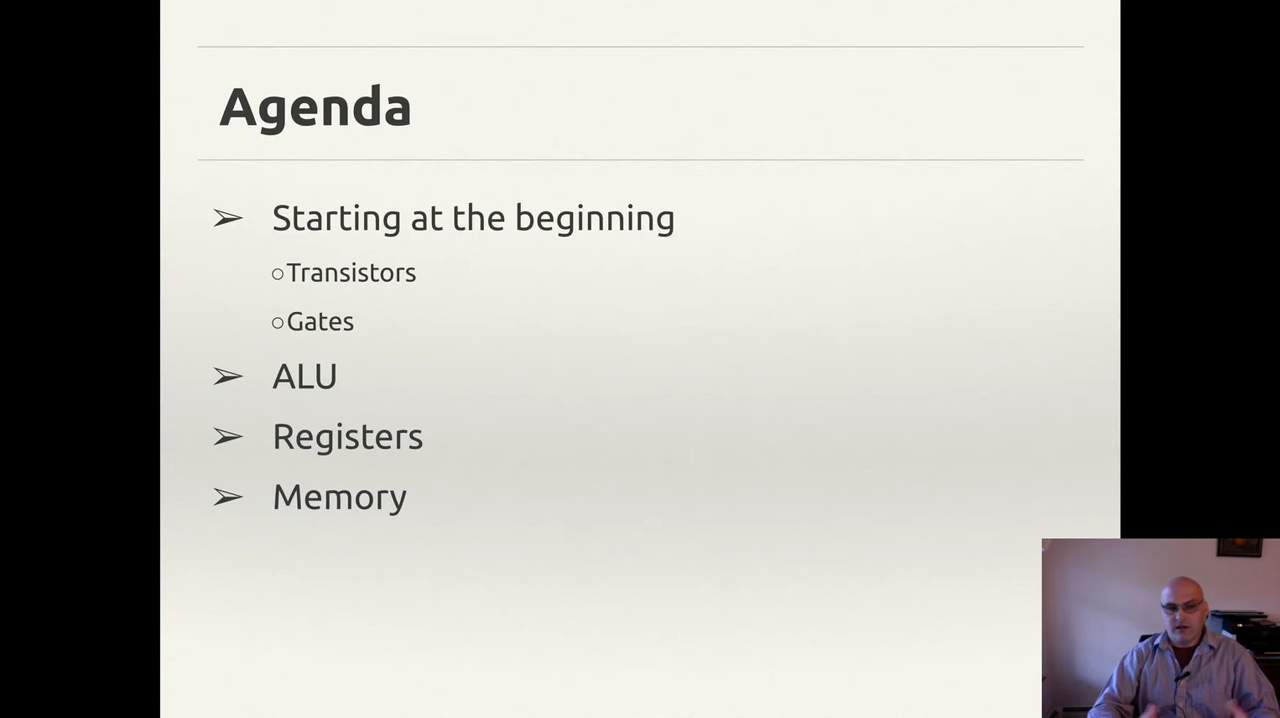 Agenda
➢ Starting at the beginning
○Transistors
○Gates
➢ ALU
➢ Registers
➢ Memory